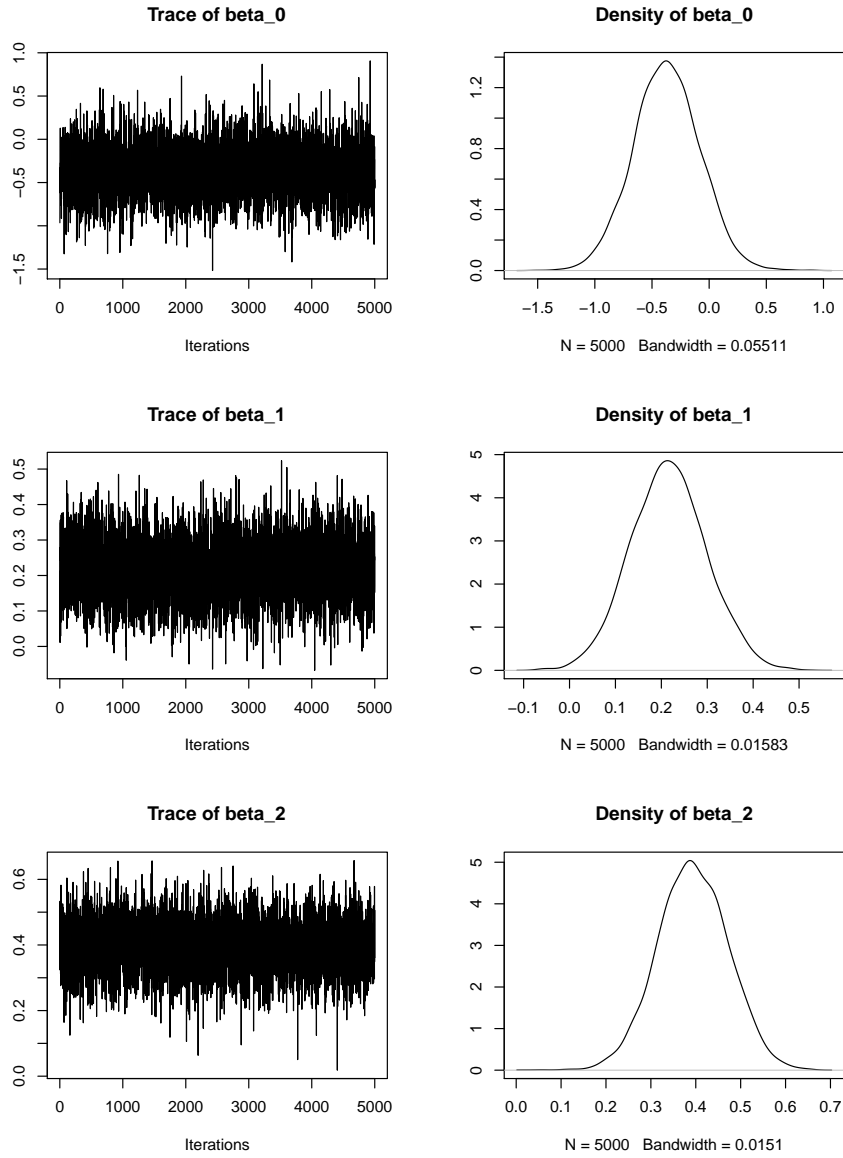 Trace of beta_0
1.0
0.5
0.0
−0.5
−1.5
0 1000 2000 3000 4000 5000
Iterations
Density of beta_0
1.2
0.8
0.4
0.0
−1.5 −1.0 −0.5 0.0 0.5 1.0
N = 5000 Bandwidth = 0.05511
Trace of beta_1
0.5
0.4
0.3
0.2
0.1
0.0
0 1000 2000 3000 4000 5000
Iterations
Density of beta_1
5
4
3
2
1
0
−0.1 0.0 0.1 0.2 0.3 0.4 0.5
N = 5000 Bandwidth = 0.01583
Trace of beta_2
0.6
0.4
0.2
0.0
0 1000 2000 3000 4000 5000
Iterations
Density of beta_2
5
4
3
2
1
0
0.0 0.1 0.2 0.3 0.4 0.5 0.6 0.7
N = 5000 Bandwidth = 0.0151